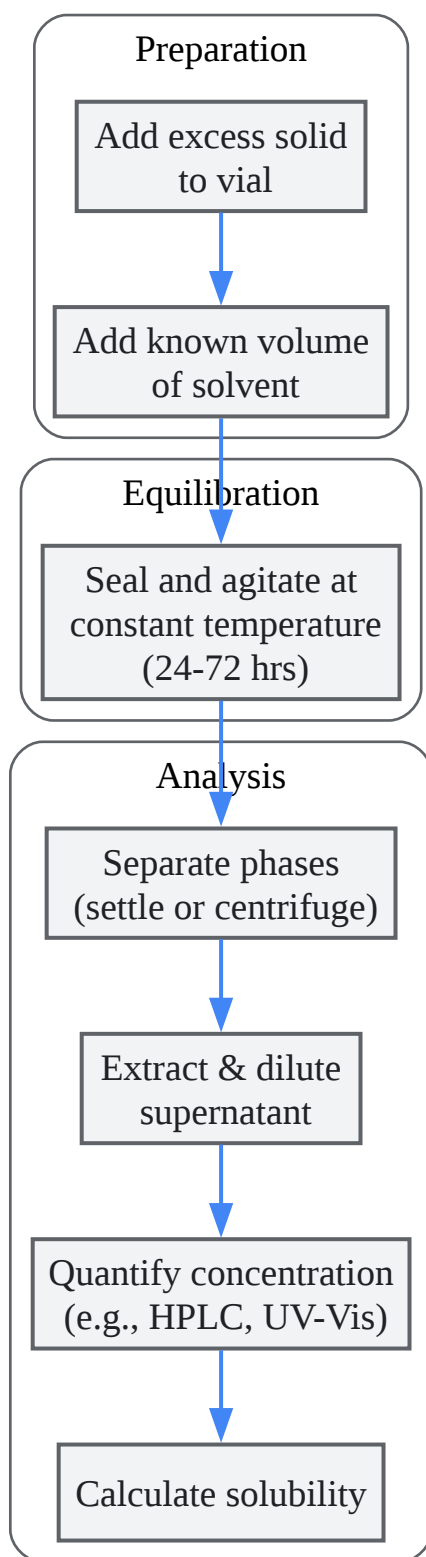 Preparation
Add excess solid
to vial
Add known volume
of solvent
Equilibration
Seal and agitate at
constant temperature
(24-72 hrs)
Analysis
Separate phases
(settle or centrifuge)
Extract & dilute
supernatant
Quantify concentration
(e.g., HPLC, UV-Vis)
Calculate solubility